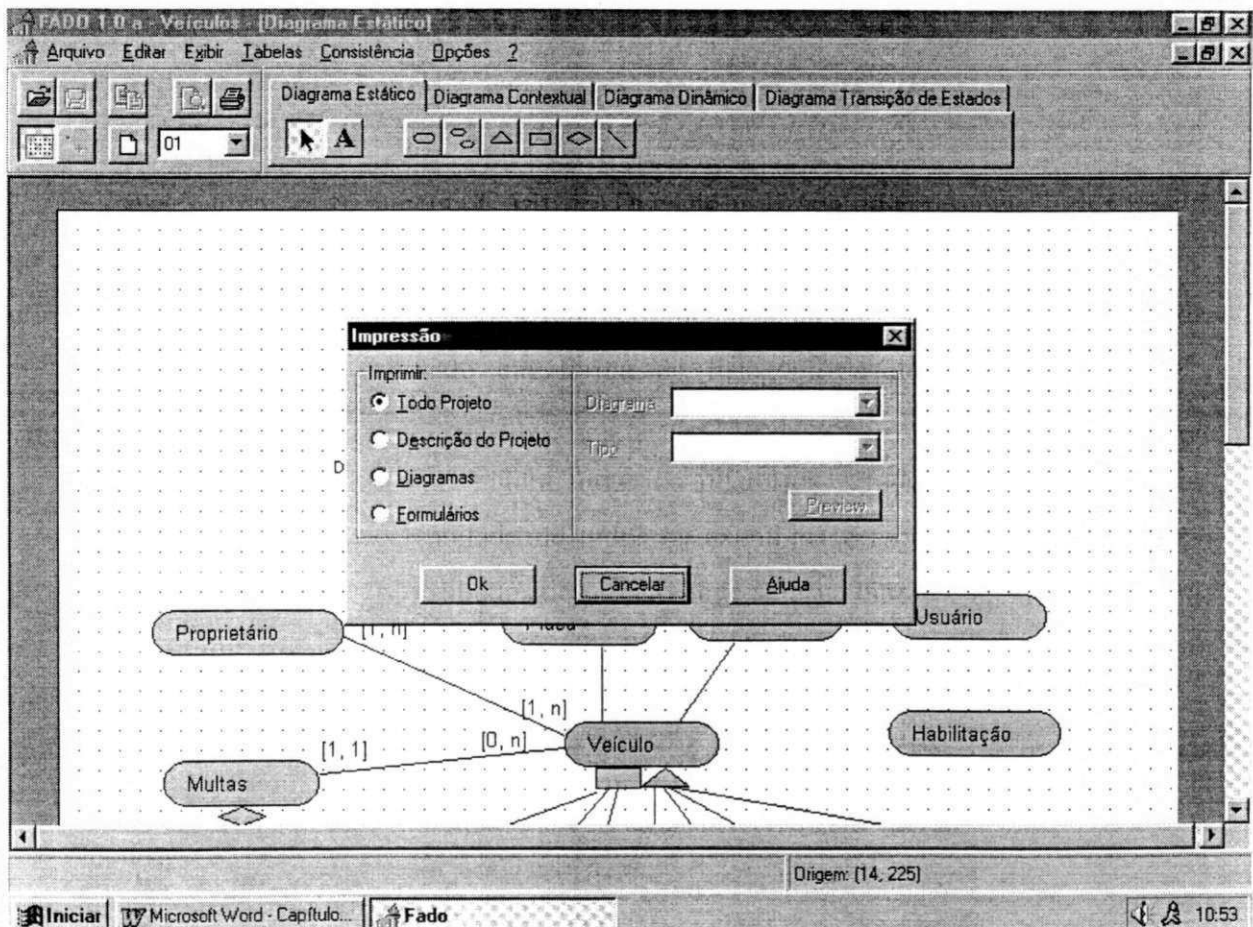 FADO 1.0 a - Veículos - [Diagrama Estático]
Arquivo Editar Exibir Tabelas Consistência Opções ?
Diagrama Estático Diagrama Contextual Diagrama Dinâmico Diagrama Transição de Estados
01 A
Impressão
Imprimir:
Todo Projeto Diagrama
Descrição do Projeto Tipo
D
Diagramas
Preview
Formulários
Ok Cancelar Ajuda
Proprietário [1, n] Usuário
[1, n]
[1, 1] [0, n] Veículo Habilitação
Multas
Origem: [14, 225]
Iniciar Microsoft Word - Capítulo... Fado 10:53